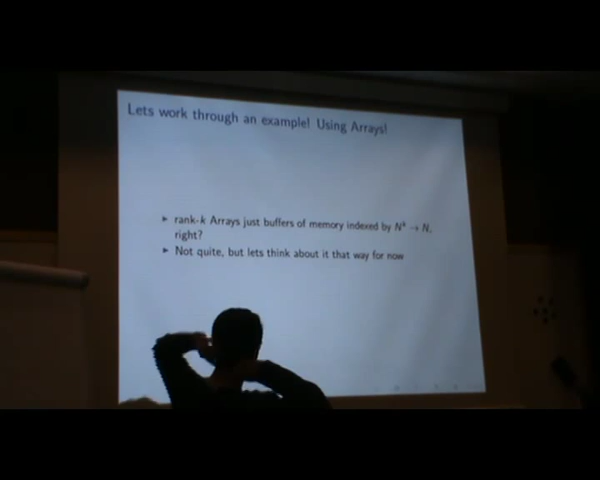 Lets work through an example! Using Arrays!
▸ rank-k Arrays just buffers of memory indexed by Nᵏ → N,
right?
▸ Not quite, but lets think about it that way for now